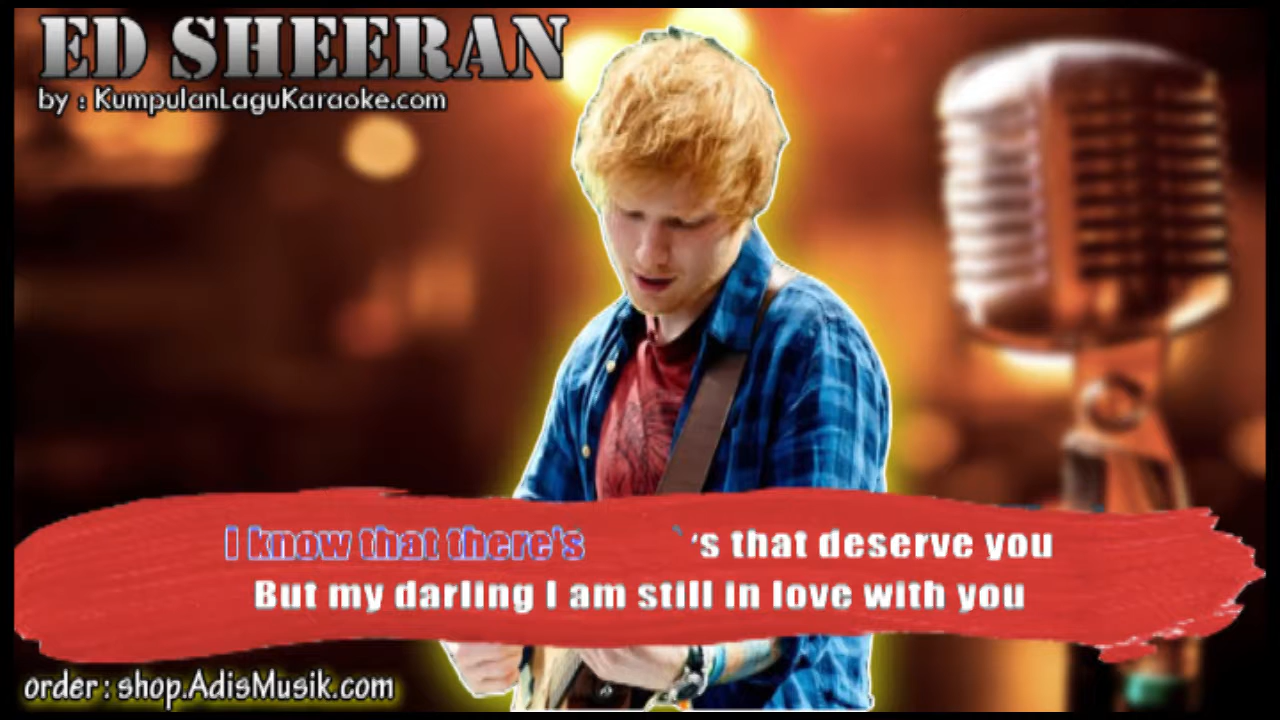 ED SHEERAN
by : KumpulanLaguKaraoke.com
I know that there's 's that deserve you
But my darling I am still in love with you
order : shop.AdisMusik.com